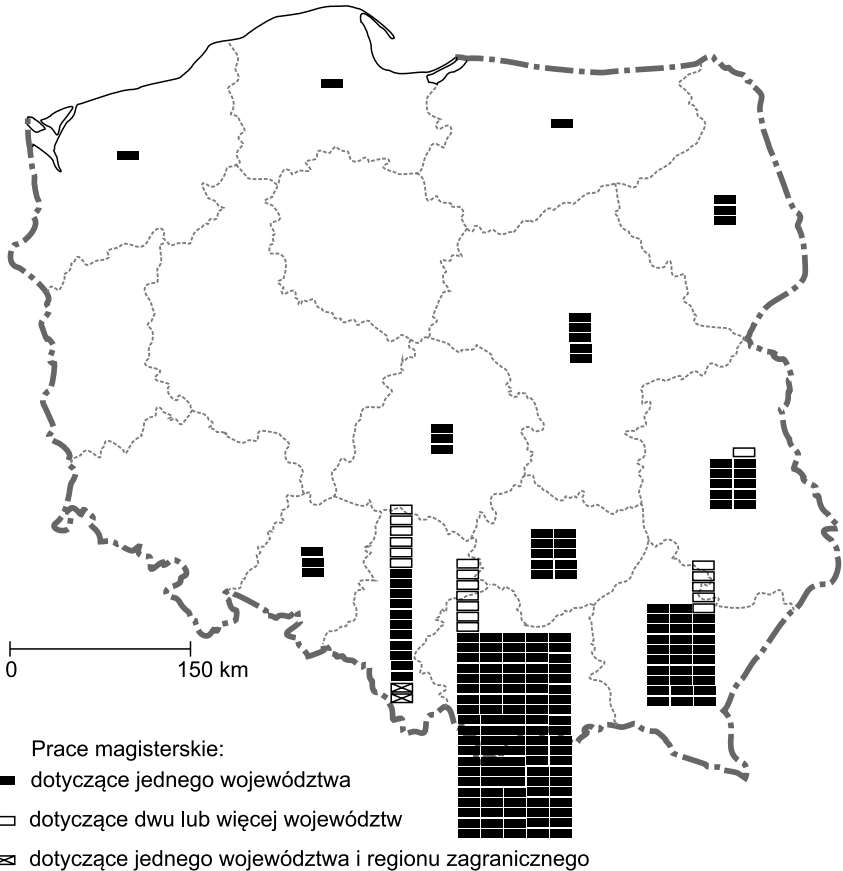 0 150 km
Prace magisterskie:
dotyczące jednego województwa
dotyczące dwu lub więcej województw
dotyczące jednego województwa i regionu zagranicznego